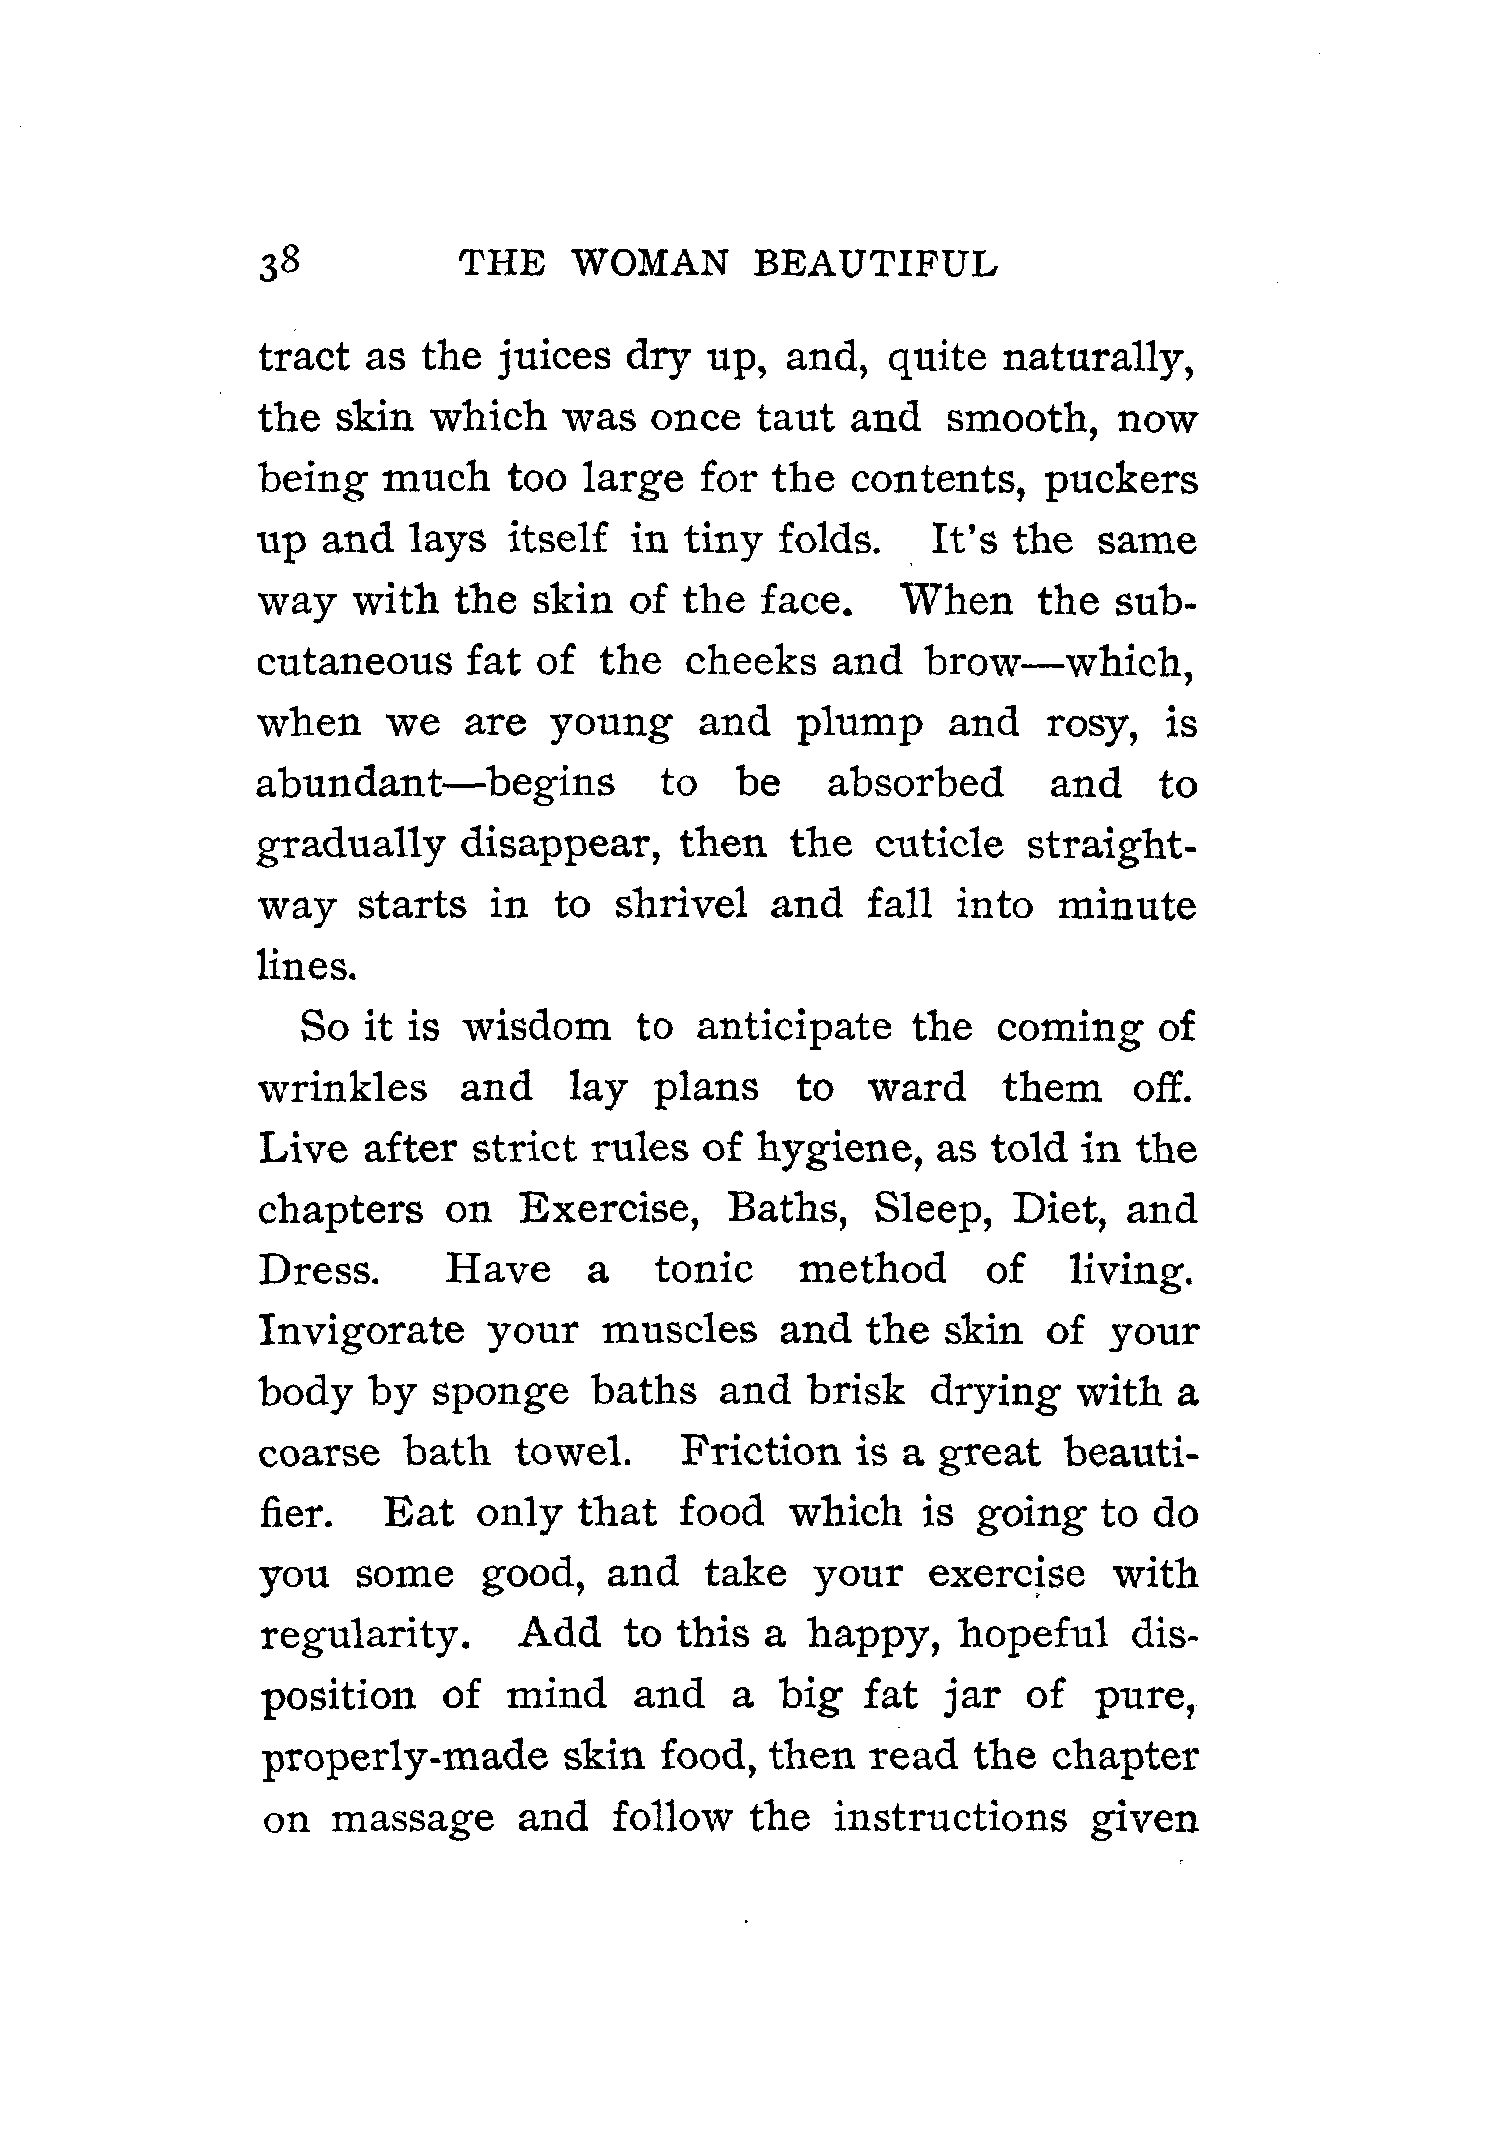 38 THE WOMAN BEAUTIFUL
tract as the juices dry up, and, quite naturally,
the skin which was once taut and smooth, now
being much too large for the contents, puckers
up and lays itself in tiny folds. It's the same
way with the skin of the face. When the sub-
cutaneous fat of the cheeks and brow—which,
when we are young and plump and rosy, is
abundant—begins to be absorbed and to
gradually disappear, then the cuticle straight-
way starts in to shrivel and fall into minute
lines.
So it is wisdom to anticipate the coming of
wrinkles and lay plans to ward them off.
Live after strict rules of hygiene, as told in the
chapters on Exercise, Baths, Sleep, Diet, and
Dress. Have a tonic method of living.
Invigorate your muscles and the skin of your
body by sponge baths and brisk drying with a
coarse bath towel. Friction is a great beauti-
fier. Eat only that food which is going to do
you some good, and take your exercise with
regularity. Add to this a happy, hopeful dis-
position of mind and a big fat jar of pure,
properly-made skin food, then read the chapter
on massage and follow the instructions given